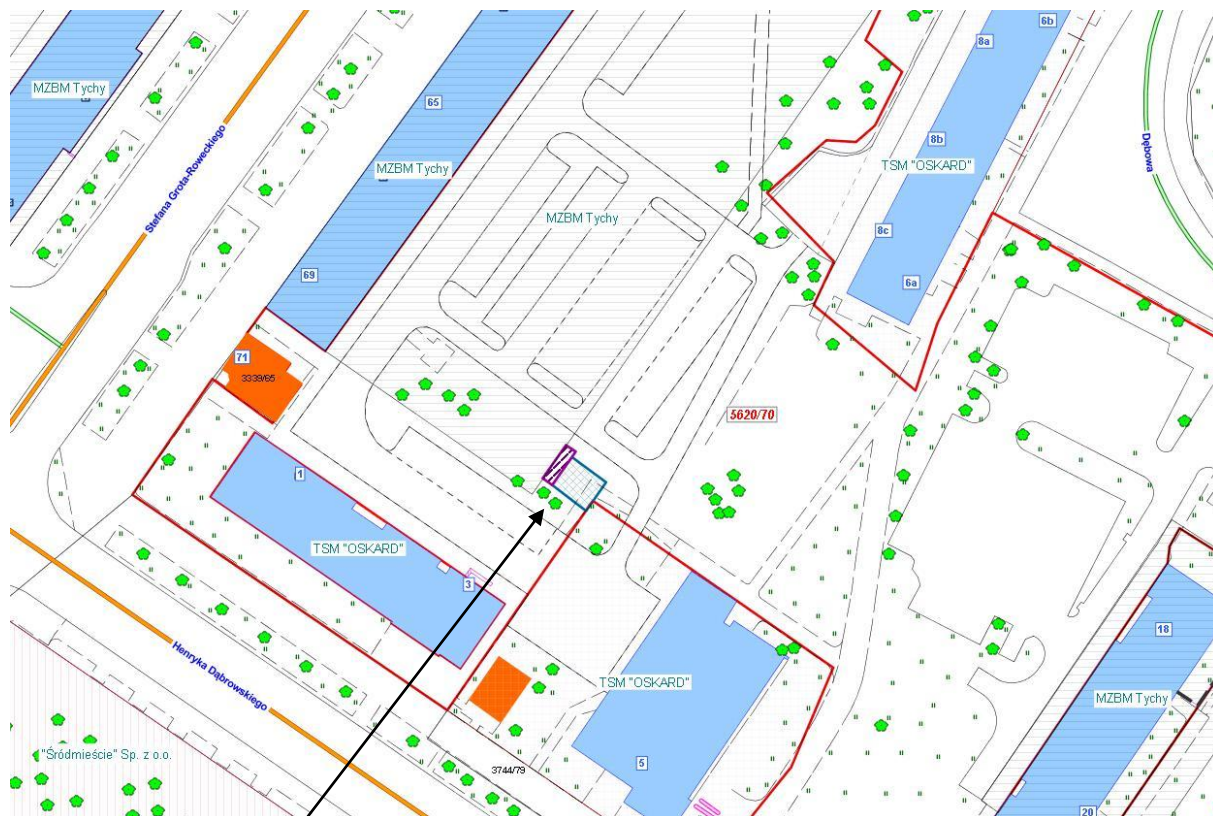 8a
6b
MZBM Tychy
65
8b
Dębowa
TSM "OSKARD"
MZBM Tychy
Stefana Grota-Roweckiego
MZBM Tychy
8c
69
6a
71
3339/65
5620/70
1
TSM "OSKARD"
3
18
Henryka Dąbrowskiego
TSM "OSKARD"
MZBM Tychy
"Śródmieście" Sp. z o.o.
5
3744/79
20